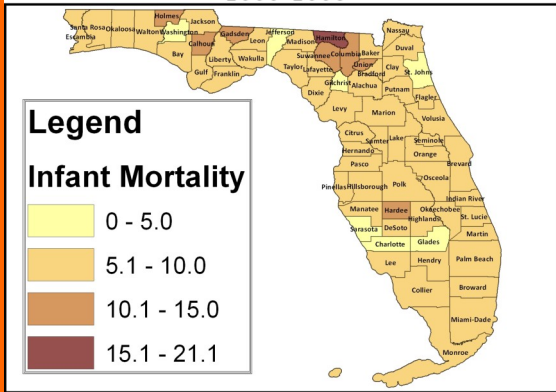 Legend
Infant Mortality
0 - 5.0
5.1 - 10.0
10.1 - 15.0
15.1 - 21.1
Holmes
Jackson
Santa Rosa
Okaloosa
Walton
Washington
Escambia
Bay
Calhoun
Gadsden
Leon
Jefferson
Madison
Hamilton
Liberty
Wakulla
Gulf
Franklin
Taylor
Suwannee
Columbia
Baker
Nassau
Duval
Lafayette
Union
Bradford
Clay
St. Johns
Dixie
Gilchrist
Alachua
Putnam
Flagler
Levy
Marion
Volusia
Citrus
Sumter
Lake
Seminole
Hernando
Orange
Pasco
Brevard
Pinellas
Hillsborough
Polk
Osceola
Indian River
Manatee
Hardee
Okeechobee
Highlands
St. Lucie
Sarasota
DeSoto
Martin
Charlotte
Glades
Lee
Hendry
Palm Beach
Collier
Broward
Miami-Dade
Monroe